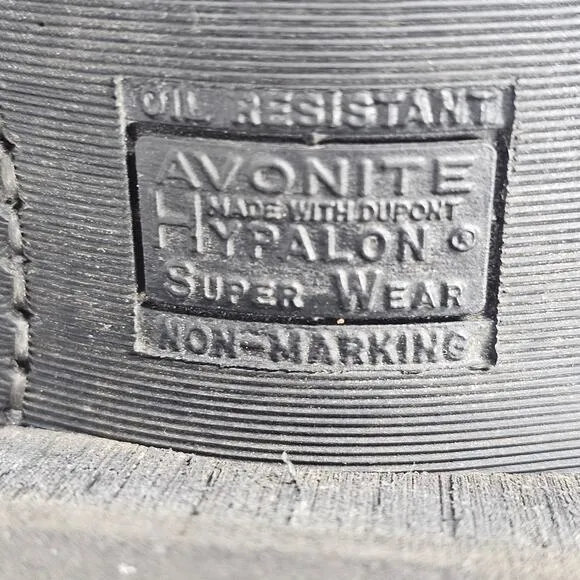 OIL RESISTANT
AVONITE
MADE WITH DUPONT
HYPALON ®
SUPER WEAR
NON-MARKING